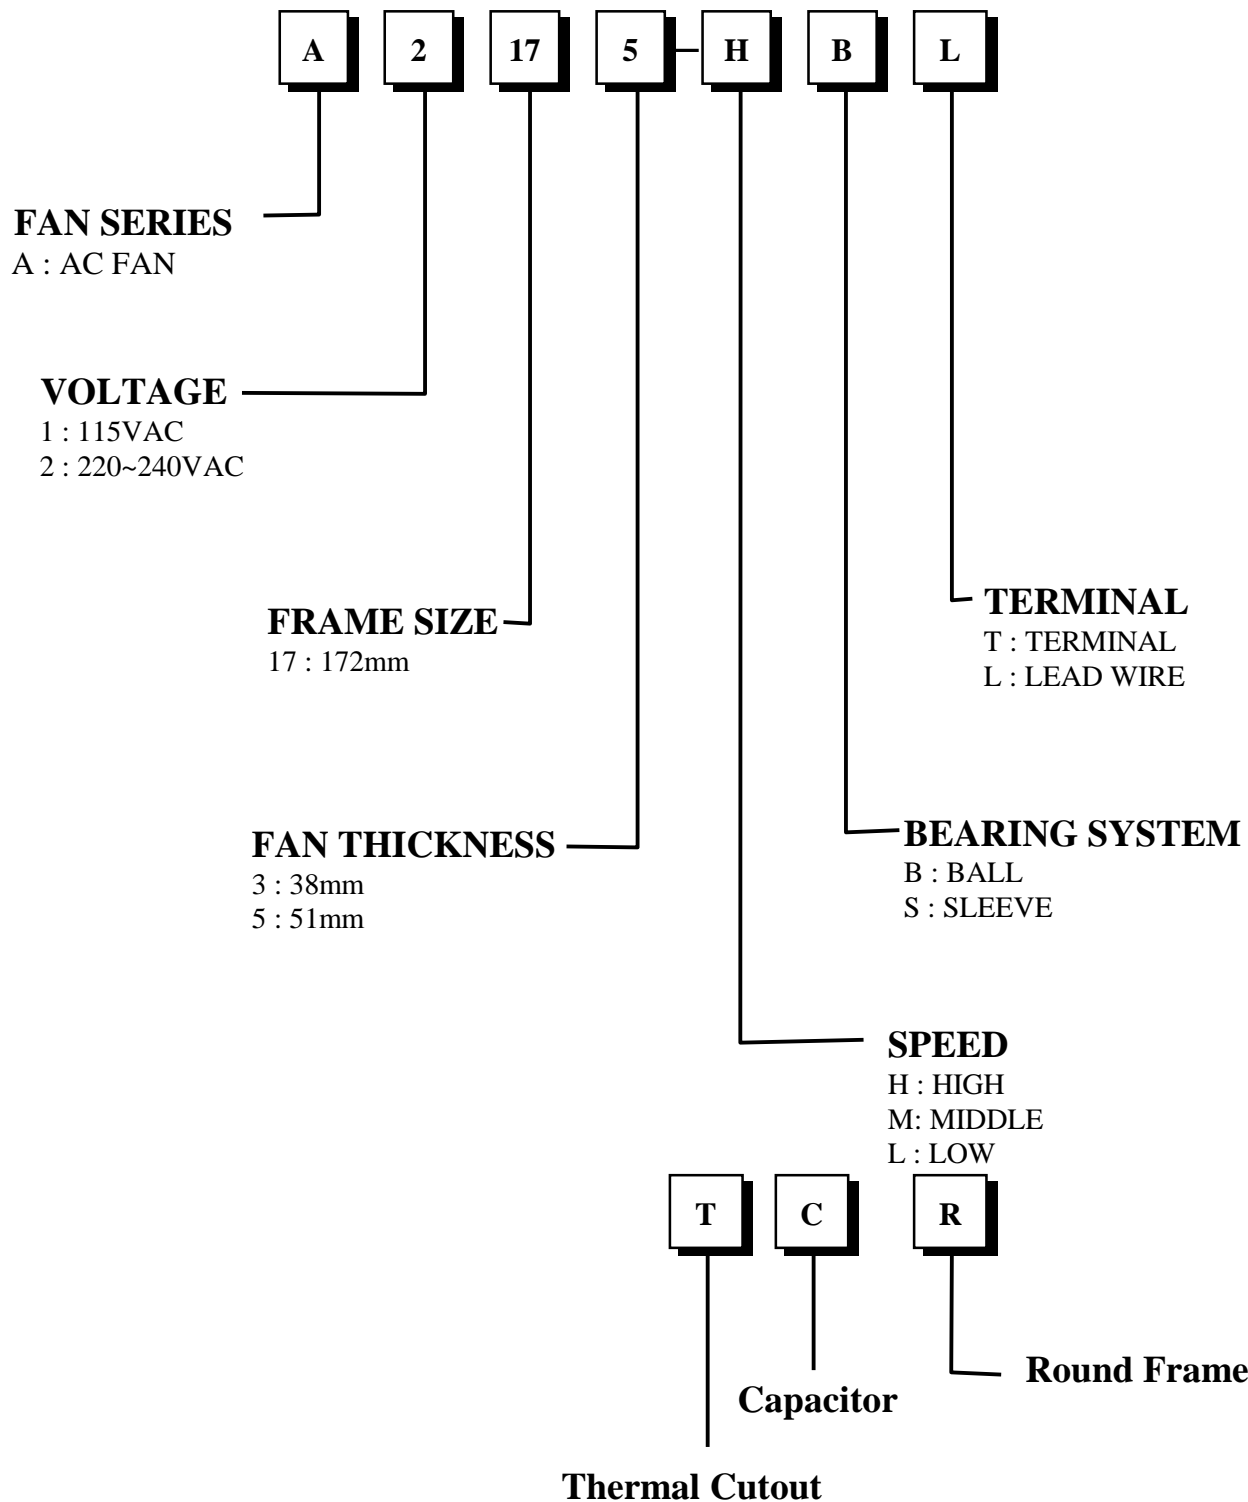 A 2 17 5 - H B L
FAN SERIES
A : AC FAN
VOLTAGE
1 : 115VAC
2 : 220~240VAC
FRAME SIZE
17 : 172mm
TERMINAL
T : TERMINAL
L : LEAD WIRE
FAN THICKNESS
3 : 38mm
5 : 51mm
BEARING SYSTEM
B : BALL
S : SLEEVE
SPEED
H : HIGH
M: MIDDLE
L : LOW
T C R
Round Frame
Capacitor
Thermal Cutout